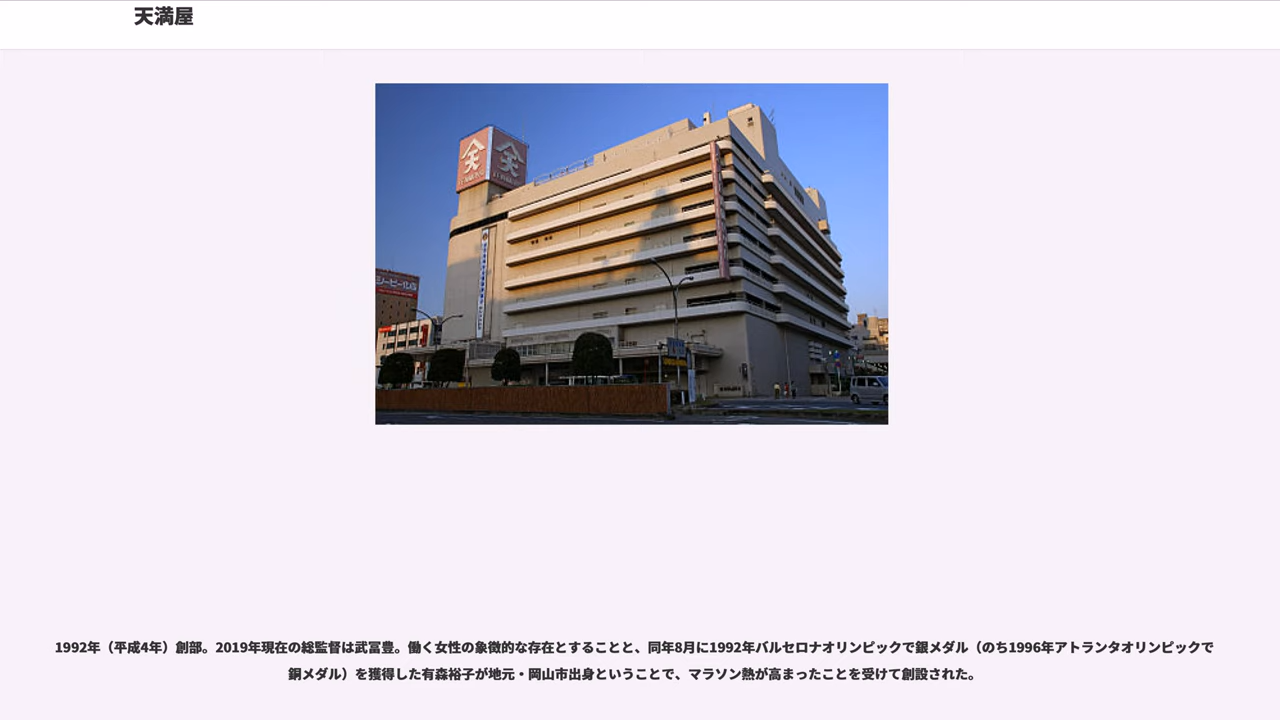 天満屋
天
天
1992年（平成4年）創部。2019年現在の総監督は武冨豊。働く女性の象徴的な存在とすることと、同年8月に1992年バルセロナオリンピックで銀メダル（のち1996年アトランタオリンピックで
銅メダル）を獲得した有森裕子が地元・岡山市出身ということで、マラソン熱が高まったことを受けて創設された。